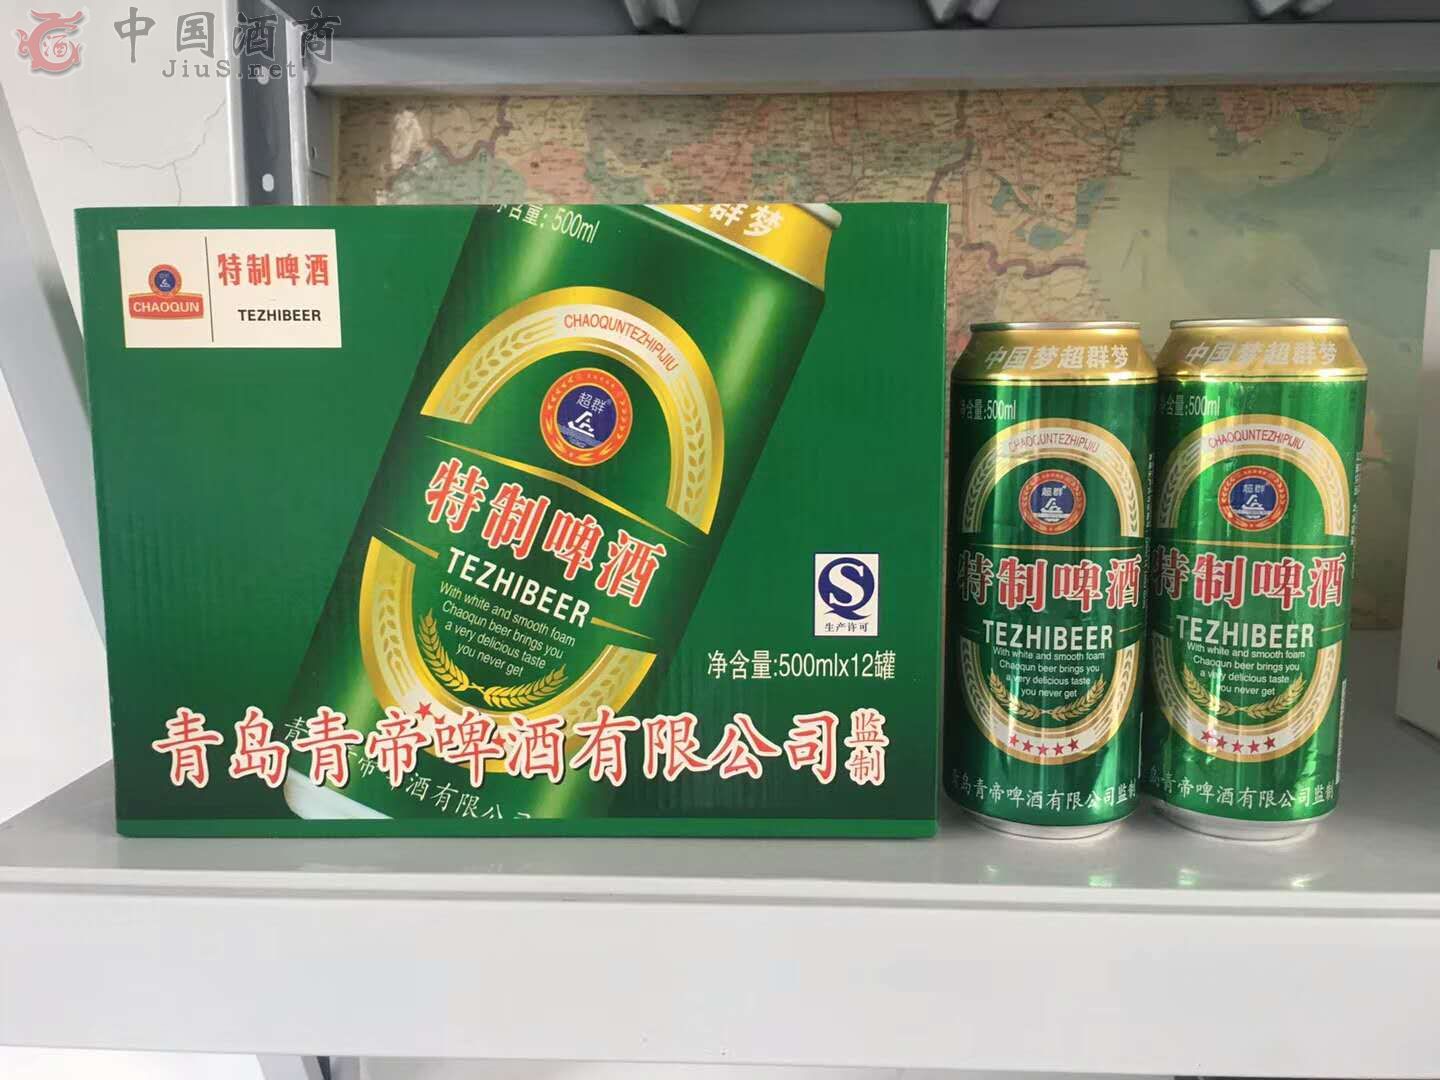 中国酒商
JiuS.net
CHAOQUN
特制啤酒
TEZHIBEER
净含量:500ml
超群梦
CHAOQUNTEZHIPIJIU
超群
特制啤酒
TEZHIBEER
With white and smooth foam
Chaoqun beer brings you
a very delicious taste
you never get
生产许可
净含量:500mlx12罐
青岛青帝啤酒有限公司监制
中国梦超群梦
净含量:500ml
CHAOQUNTEZHIPIJIU
超群
特制啤酒
TEZHIBEER
With white and smooth foam
Chaoqun beer brings you
a very delicious taste
you never get
青岛青帝啤酒有限公司监制
中国梦超群梦
净含量:500ml
CHAOQUNTEZHIPIJIU
超群
特制啤酒
TEZHIBEER
With white and smooth foam
Chaoqun beer brings you
a very delicious taste
you never get
岛青帝啤酒有限公司监制